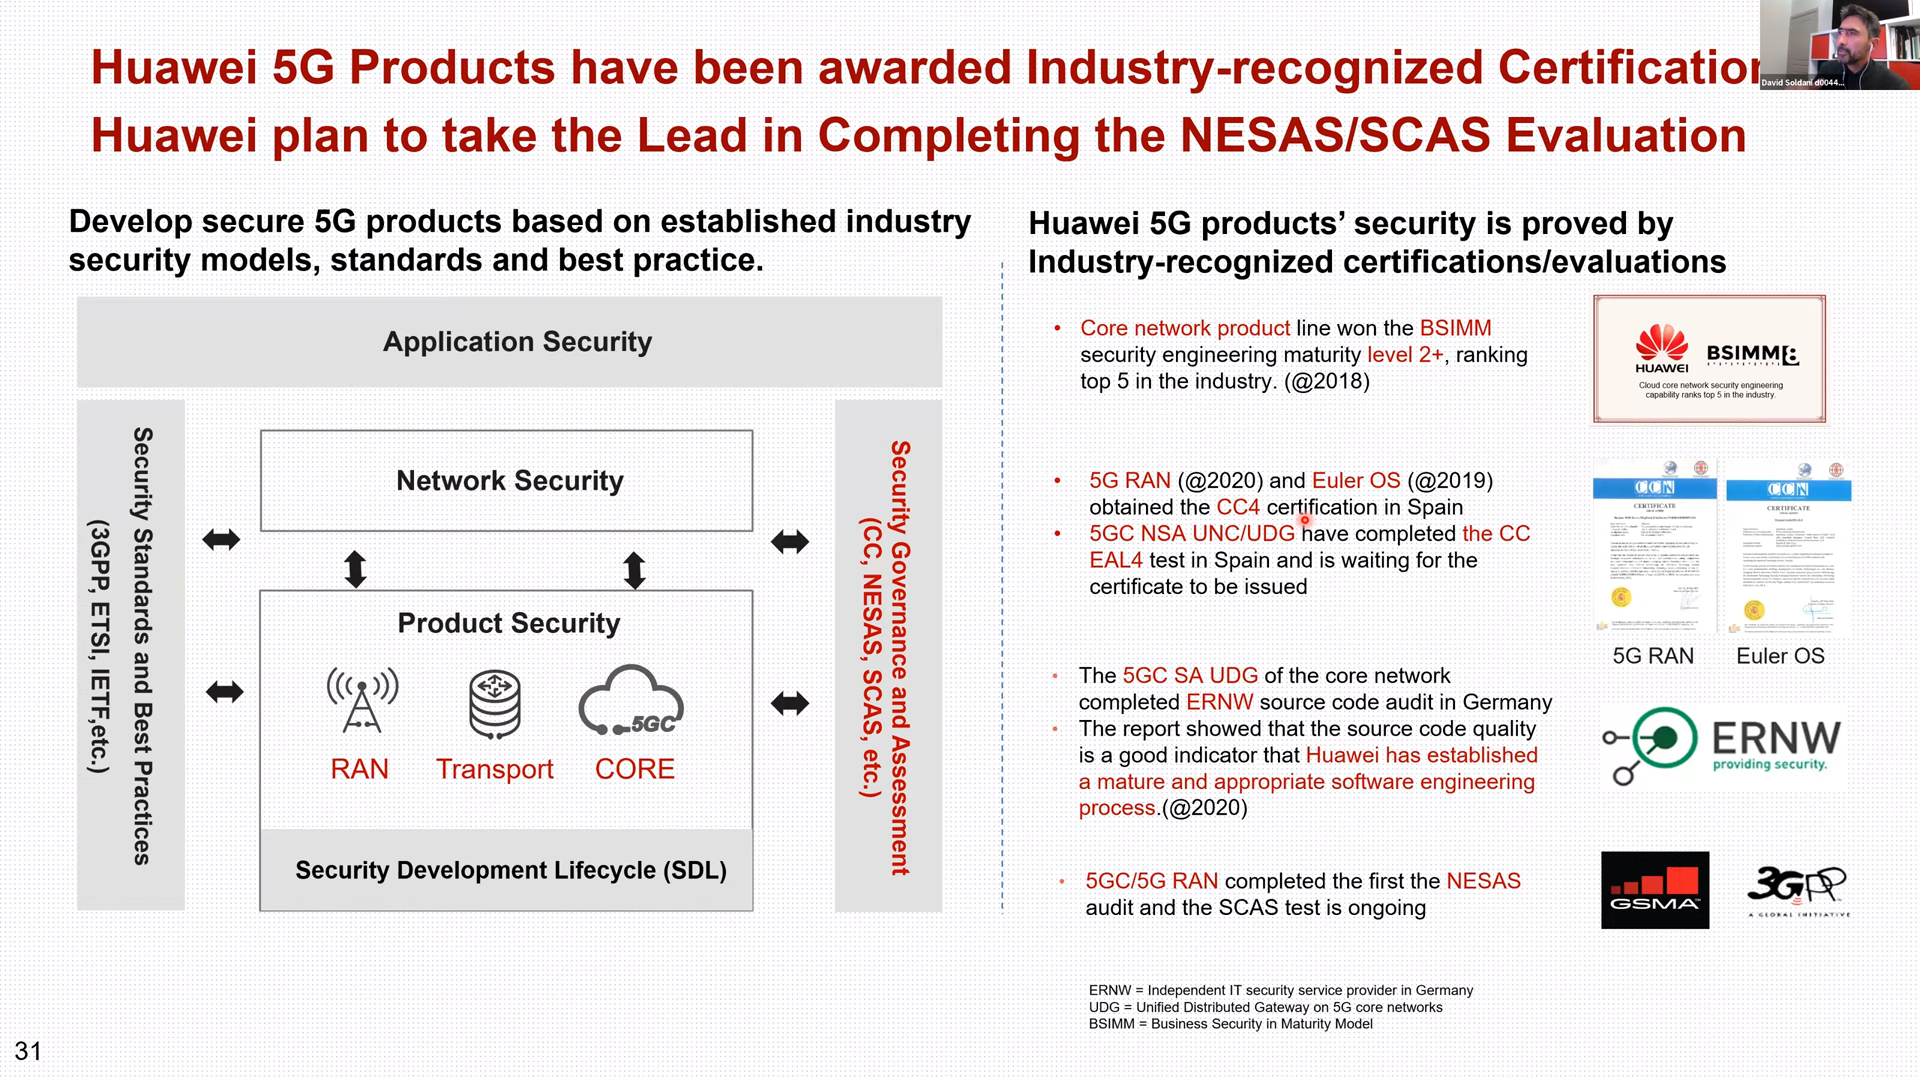 Huawei 5G Products have been awarded Industry-recognized Certification
Huawei plan to take the Lead in Completing the NESAS/SCAS Evaluation
David Soldani d0044...
Develop secure 5G products based on established industry
security models, standards and best practice.
Application Security
Security Standards and Best Practices
(3GPP, ETSI, IETF,etc.)
Network Security
Product Security
5GC
RAN
Transport
CORE
Security Development Lifecycle (SDL)
Security Governance and Assessment
(CC, NESAS, SCAS, etc.)
Huawei 5G products’ security is proved by
Industry-recognized certifications/evaluations
• Core network product line won the BSIMM
security engineering maturity level 2+, ranking
top 5 in the industry. (@2018)
HUAWEI
BSIMM8
Cloud core network security engineering
capability ranks top 5 in the industry.
• 5G RAN (@2020) and Euler OS (@2019)
obtained the CC4 certification in Spain
• 5GC NSA UNC/UDG have completed the CC
EAL4 test in Spain and is waiting for the
certificate to be issued
CCN
CERTIFICATE
CCN
CERTIFICATE
5G RAN
Euler OS
• The 5GC SA UDG of the core network
completed ERNW source code audit in Germany
• The report showed that the source code quality
is a good indicator that Huawei has established
a mature and appropriate software engineering
process.(@2020)
ERNW
providing security.
• 5GC/5G RAN completed the first the NESAS
audit and the SCAS test is ongoing
GSMA
3GPP
A GLOBAL INITIATIVE
ERNW = Independent IT security service provider in Germany
UDG = Unified Distributed Gateway on 5G core networks
BSIMM = Business Security in Maturity Model
31